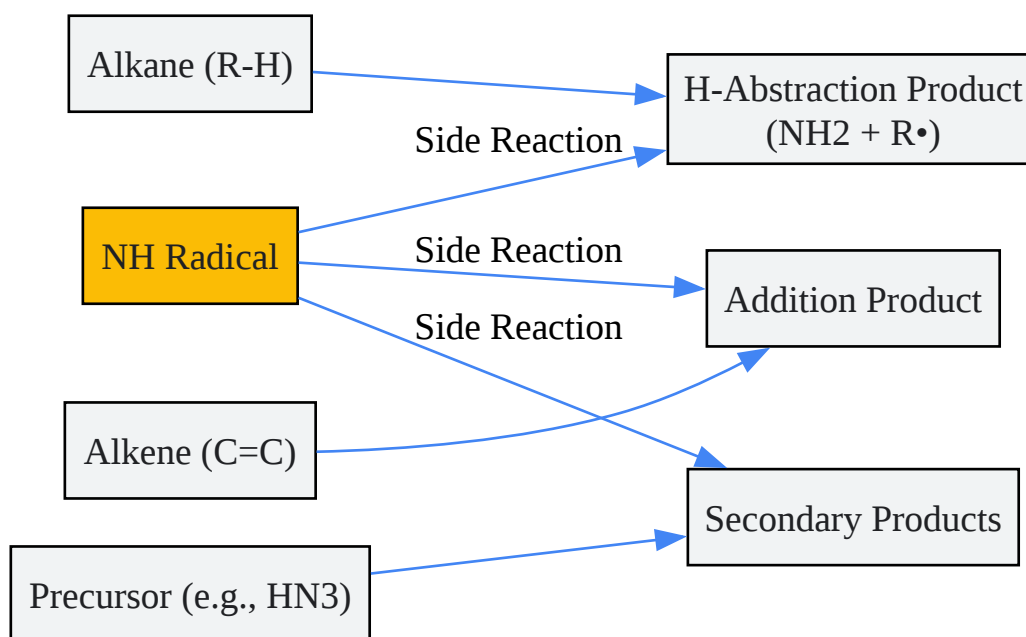 Alkane (R-H)
H-Abstraction Product
(NH2 + R•)
Side Reaction
NH Radical
Side Reaction
Addition Product
Side Reaction
Alkene (C=C)
Secondary Products
Precursor (e.g., HN3)